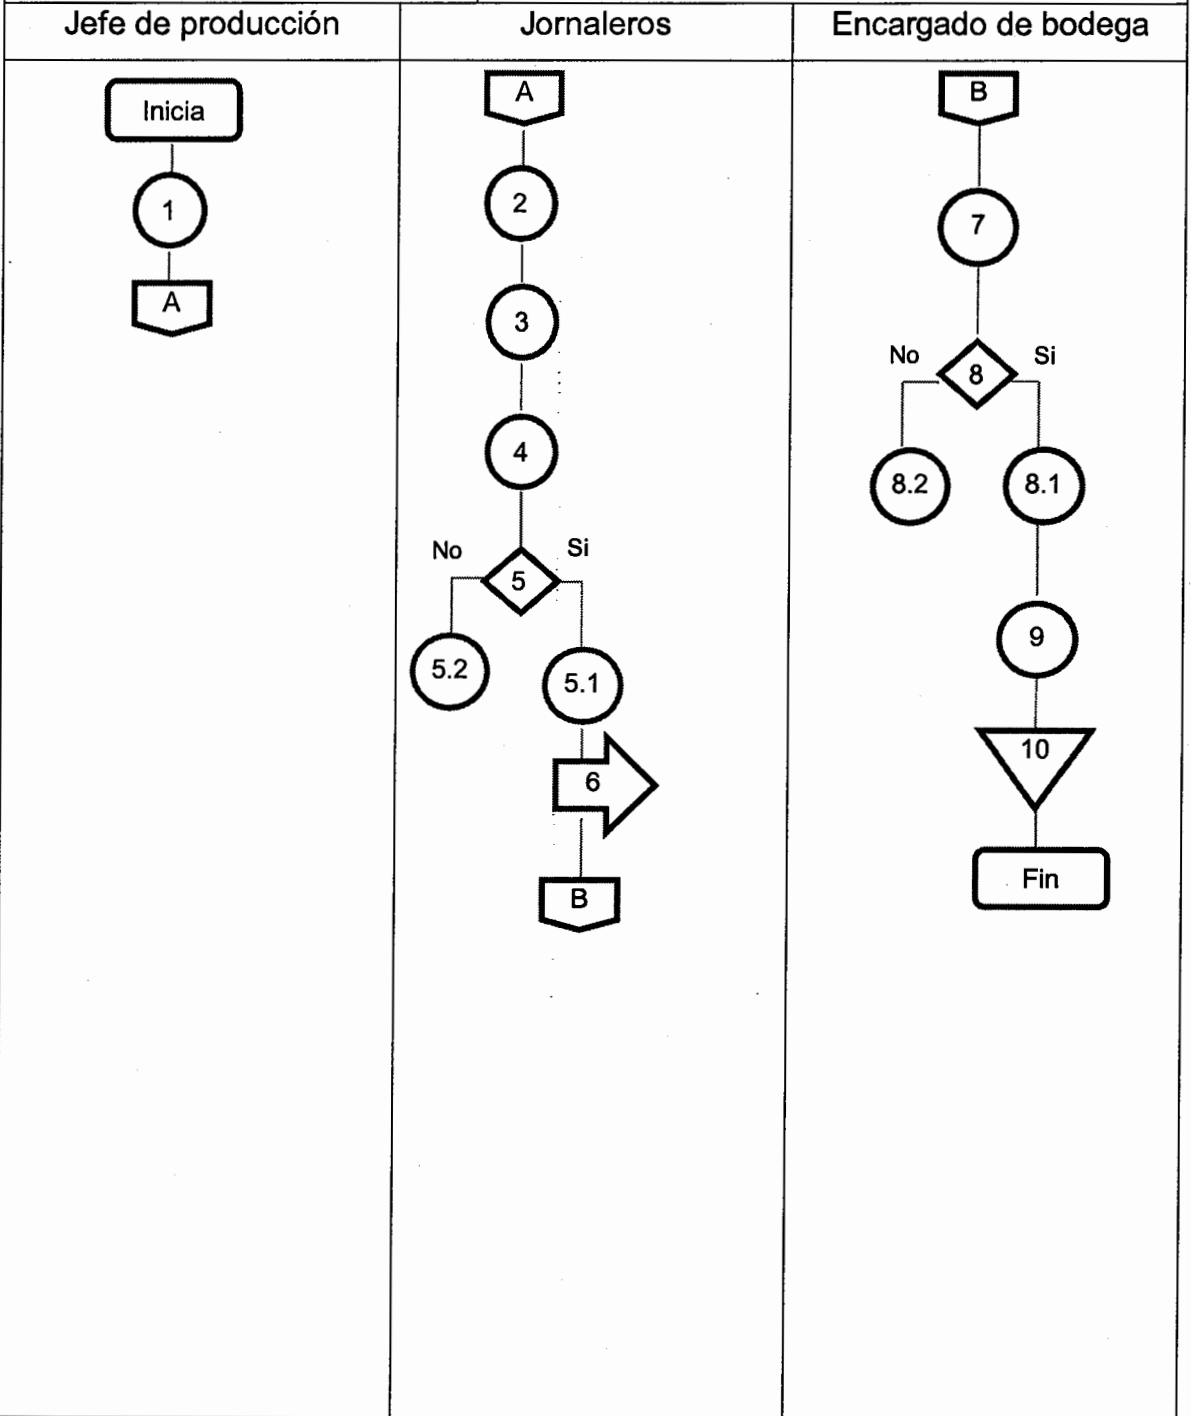 Jefe de producción
Jornaleros
Encargado de bodega
Inicia
1
A
A
2
3
4
No
Si
5
5.2
5.1
6
B
B
7
No
Si
8
8.2
8.1
9
10
Fin